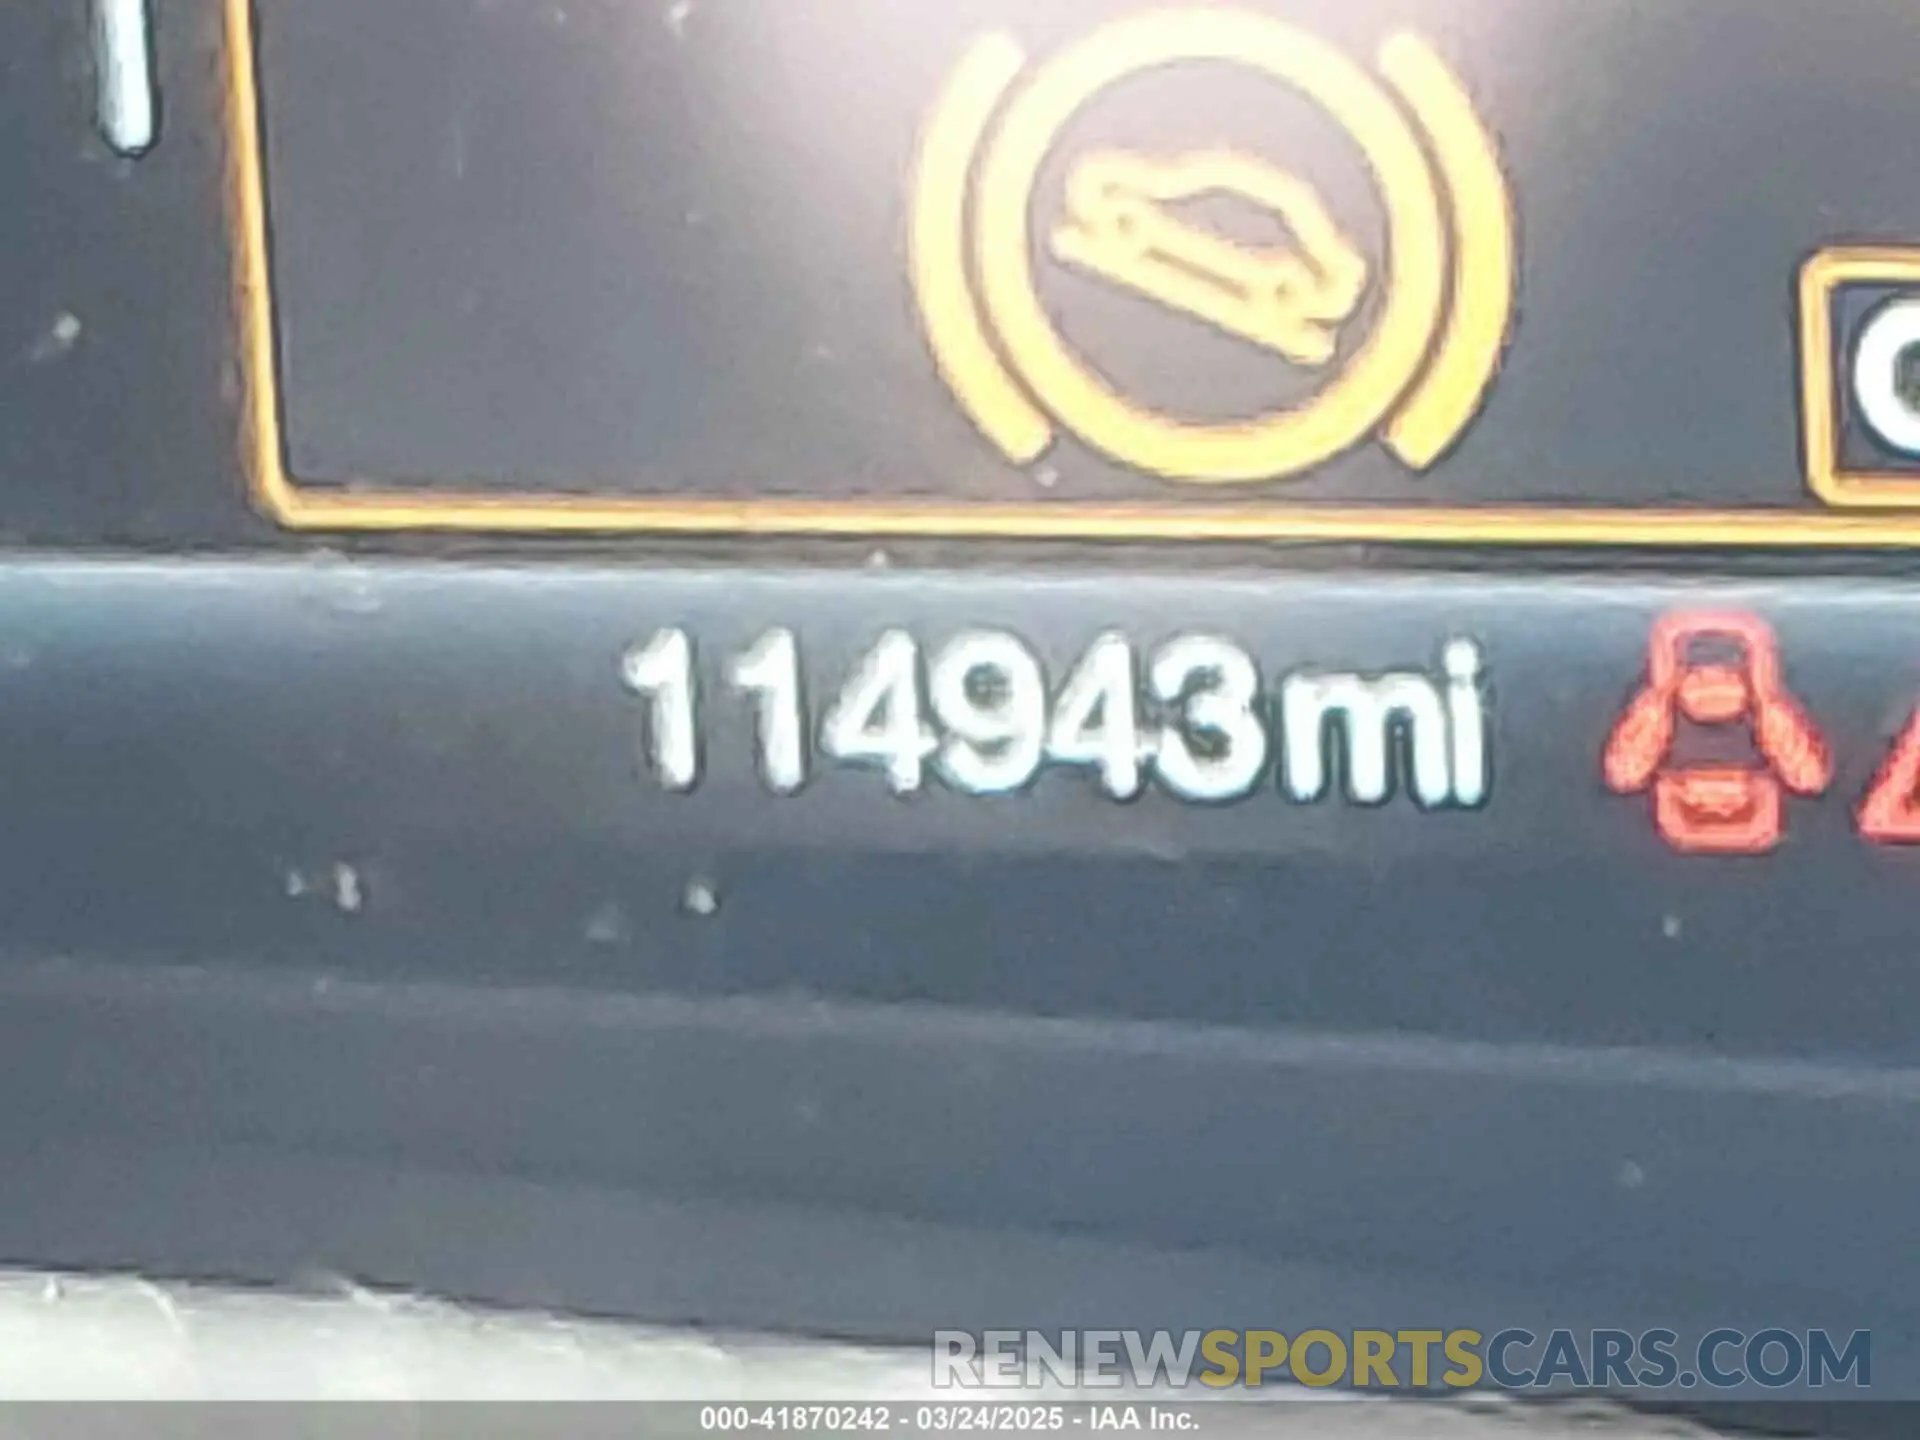 114943mi
RENEWSPORTSCARS.COM
000-41870242 - 03/24/2025 - IAA Inc.